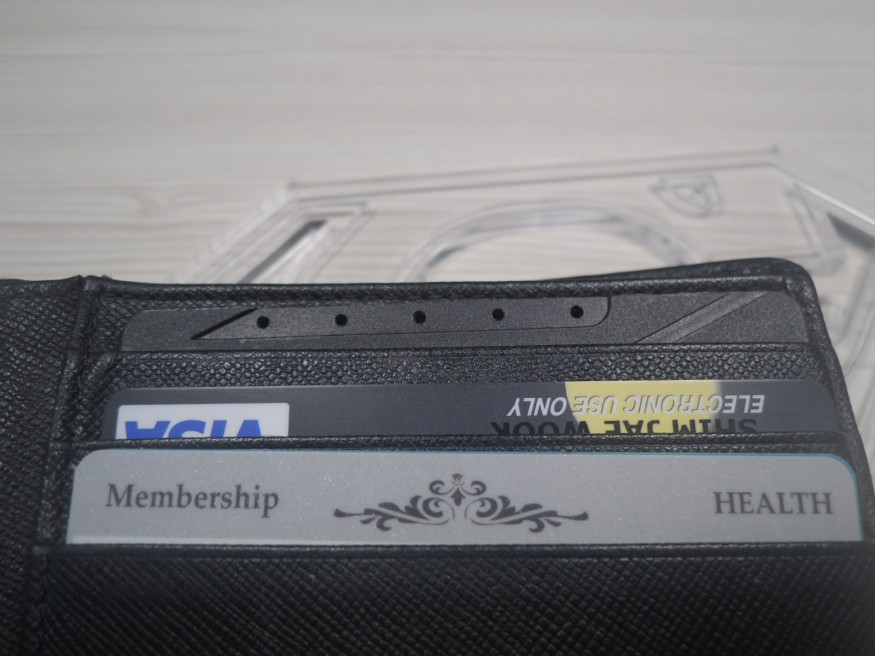 ELECTRONIC USE ONLY
SHIM JAE WOOK
VISA
Membership HEALTH